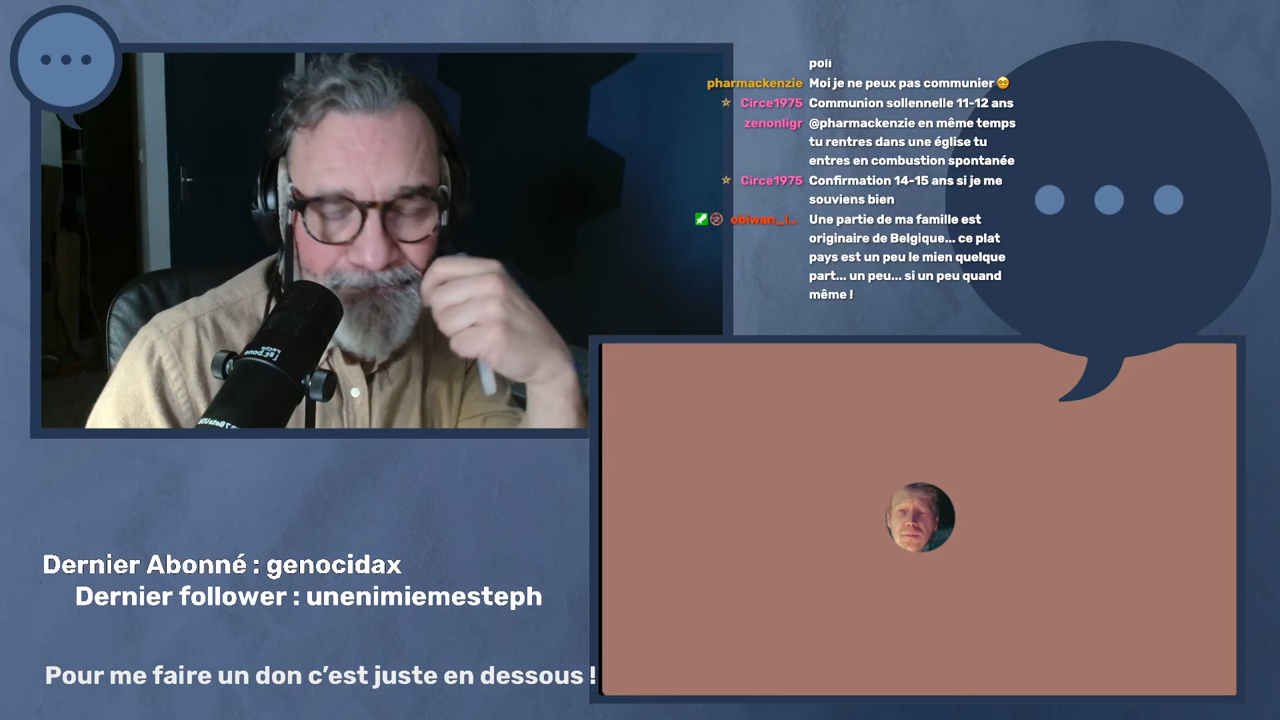 poli
pharmackenzie Moi je ne peux pas communier
Circe1975 Communion sollennelle 11-12 ans
zenonligr @pharmackenzie en même temps
tu rentres dans une église tu
entres en combustion spontanée
Circe1975 Confirmation 14-15 ans si je me
souviens bien
obiwan_i... Une partie de ma famille est
originaire de Belgique... ce plat
pays est un peu le mien quelque
part... un peu... si un peu quand
même !
Dernier Abonné : genocidax
Dernier follower : unenimiemesteph
Pour me faire un don c’est juste en dessous !